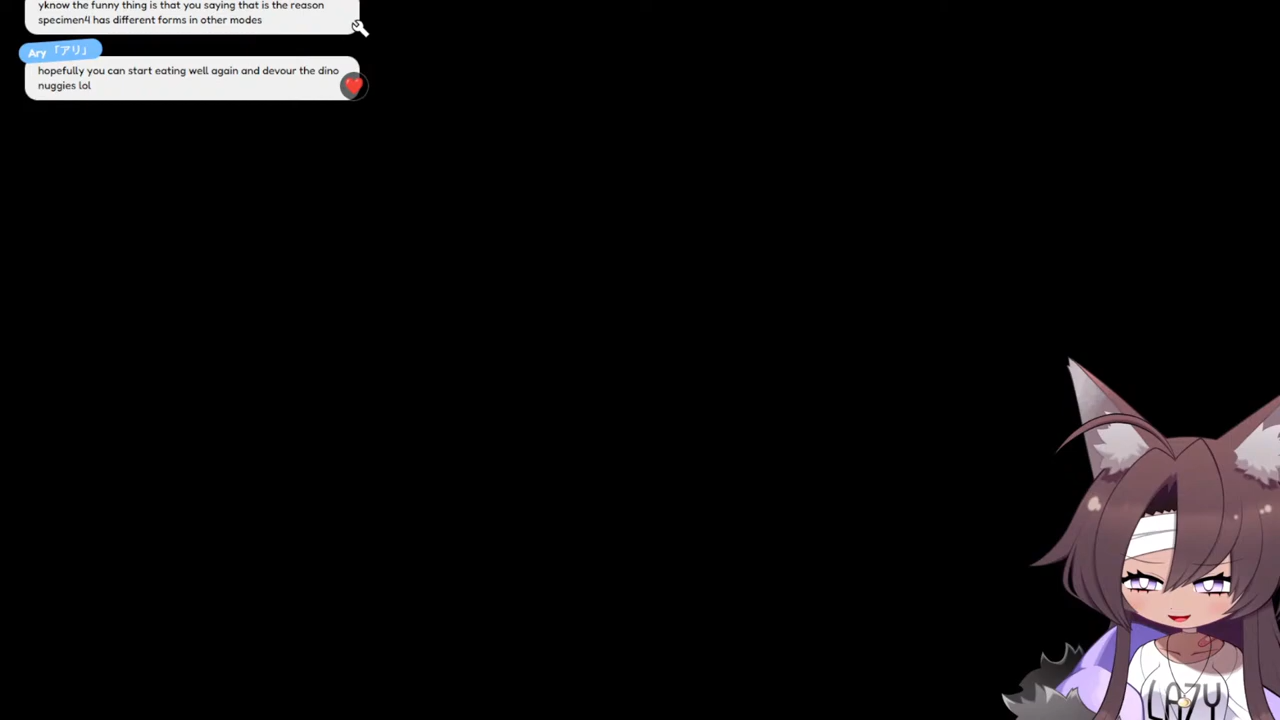 yknow the funny thing is that you saying that is the reason
specimen4 has different forms in other modes
Ary 「アリ」
hopefully you can start eating well again and devour the dino
nuggies lol
LAZY